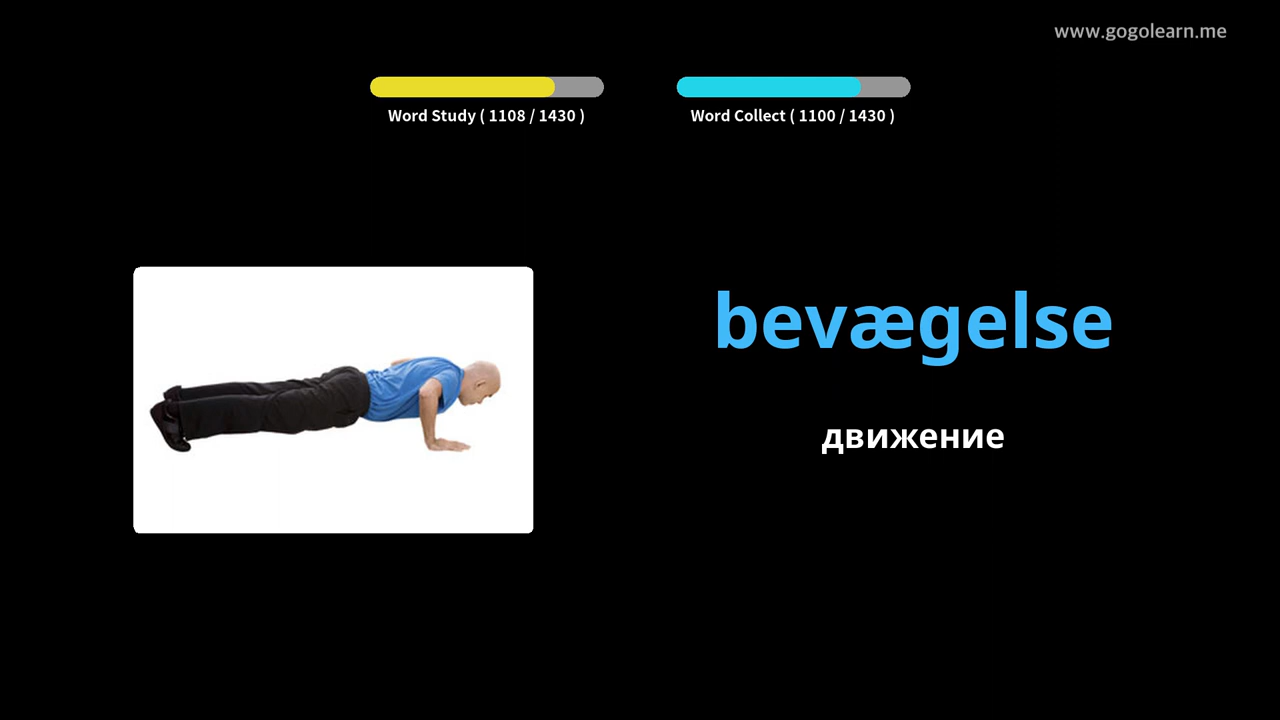 www.gogolearn.me
Word Study ( 1108 / 1430 )
Word Collect ( 1100 / 1430 )
bevægelse
движение